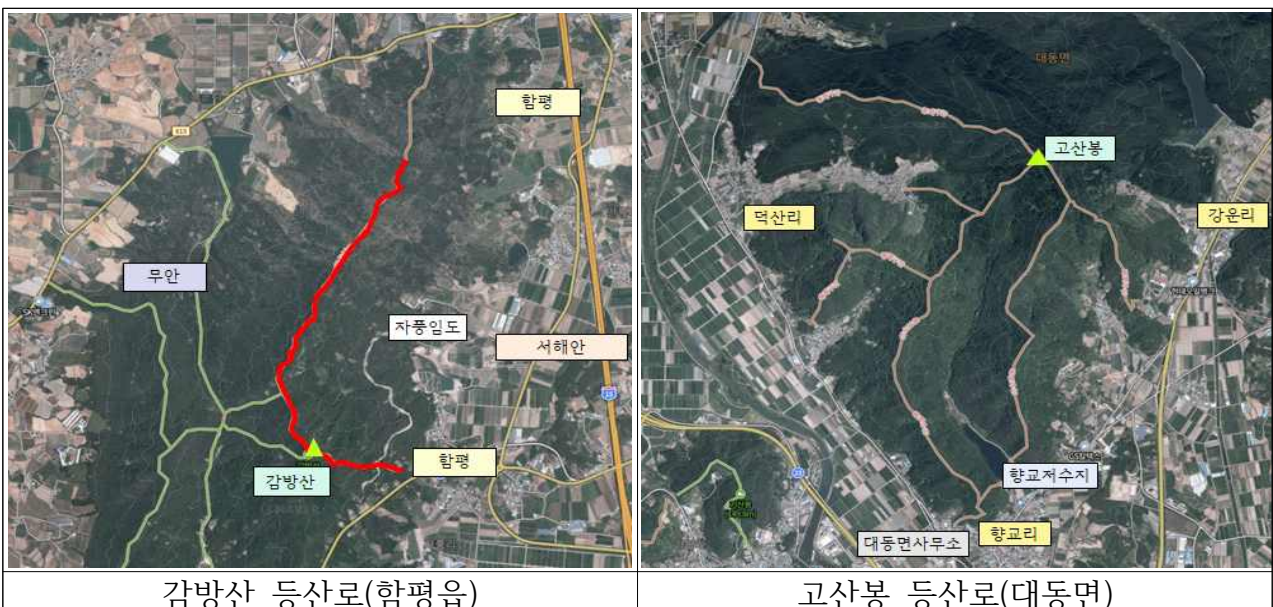 함평
무안
자풍임도
서해안
함평
감방산
감방산 등산로(함평읍)
대동면
고산봉
덕산리
강운리
향교저수지
향교리
대동면사무소
고산봉 등산로(대동면)